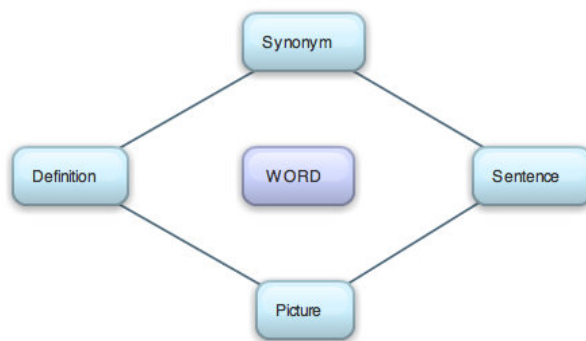 Synonym
Definition
WORD
Sentence
Picture